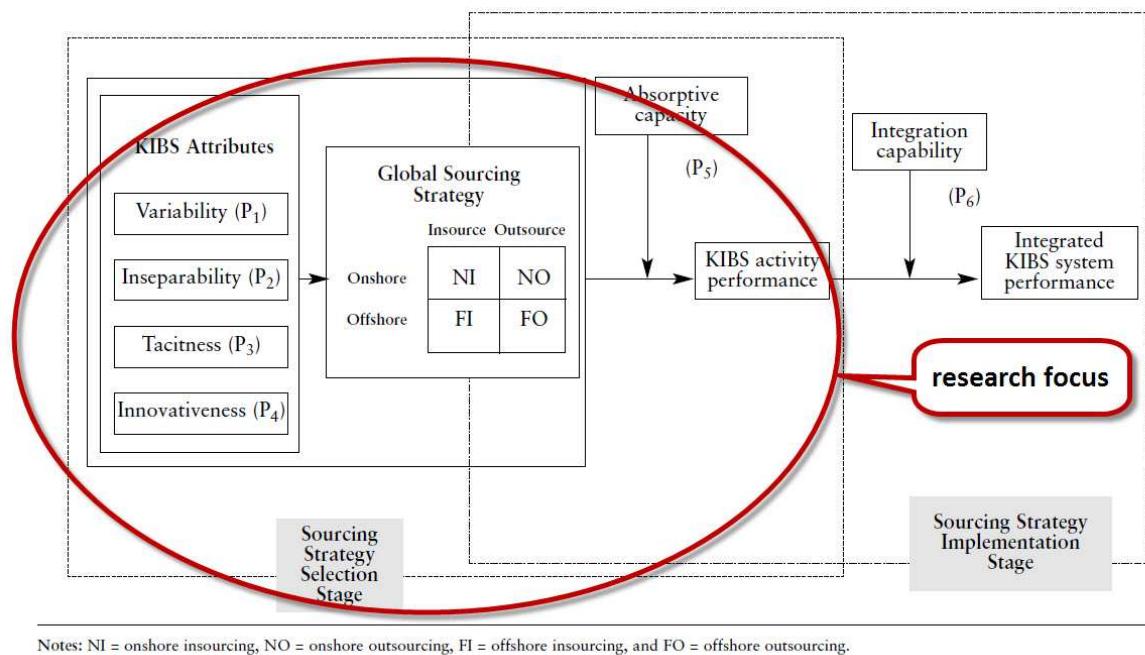 Absorptive
capacity
Integration
capability
KIBS Attributes
(P5)
(P6)
Global Sourcing
Strategy
Variability (P1)
Insource Outsource
Inseparability (P2)
Onshore NI NO
KIBS activity
performance
Integrated
KIBS system
performance
Offshore FI FO
Tacitness (P3)
research focus
Innovativeness (P4)
Sourcing
Strategy
Selection
Stage
Sourcing Strategy
Implementation
Stage
Notes: NI = onshore insourcing, NO = onshore outsourcing, FI = offshore insourcing, and FO = offshore outsourcing.